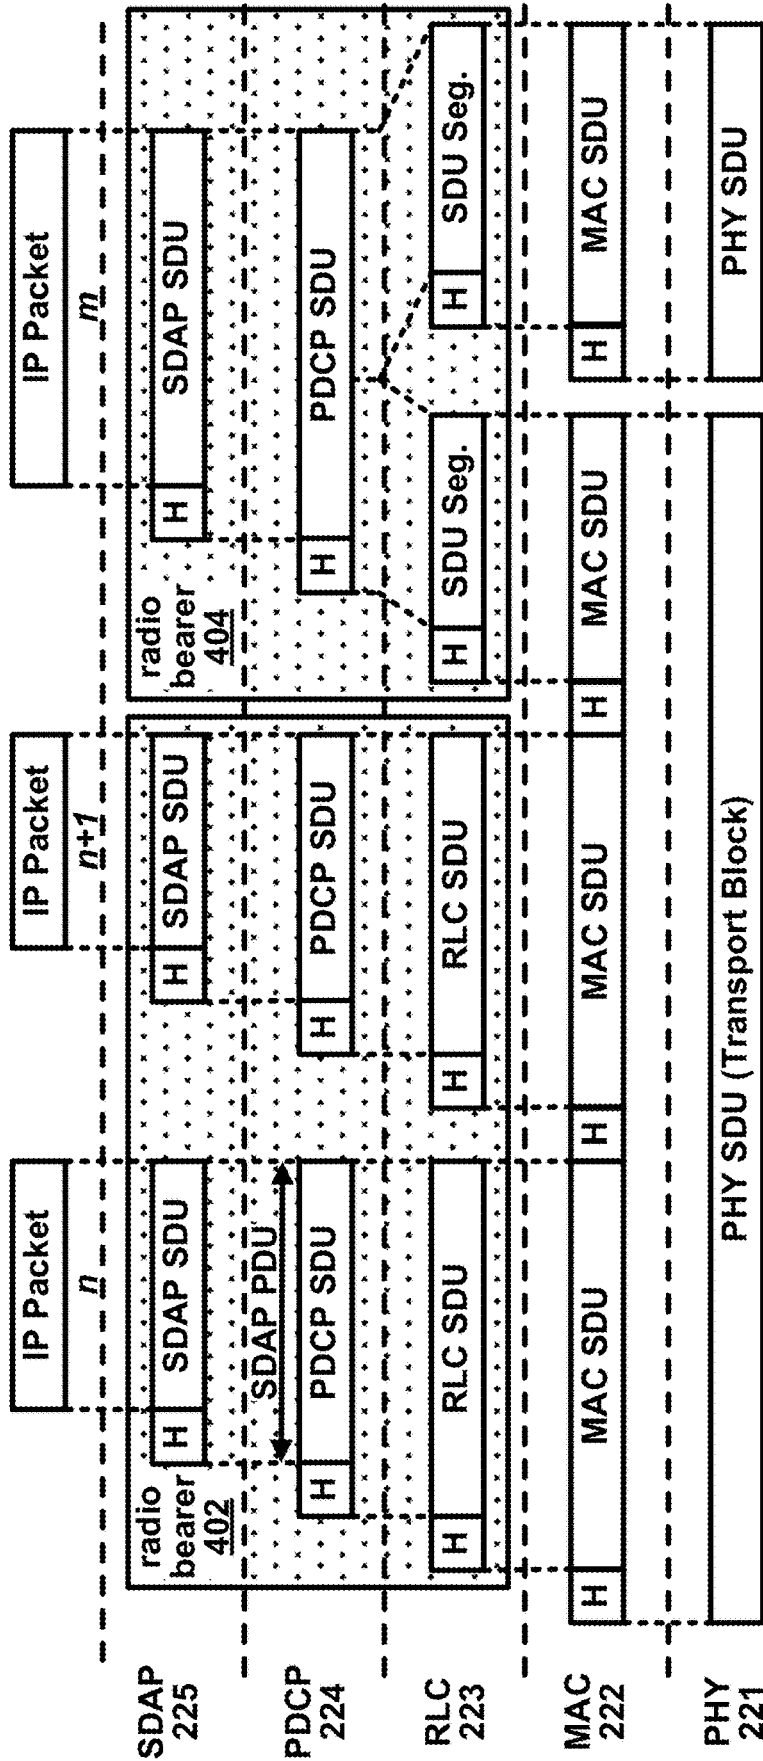 IP Packet
IP Packet
IP Packet
n
n+1
m
SDAP
225
radio
bearer
402
H
SDAP SDU
H
SDAP SDU
radio
bearer
404
H
SDAP SDU
SDAP PDU
PDCP
224
H
PDCP SDU
H
PDCP SDU
H
PDCP SDU
RLC
223
H
RLC SDU
H
RLC SDU
H
SDU Seg.
H
SDU Seg.
MAC
222
H
MAC SDU
H
MAC SDU
H
MAC SDU
H
MAC SDU
PHY
221
PHY SDU (Transport Block)
PHY SDU